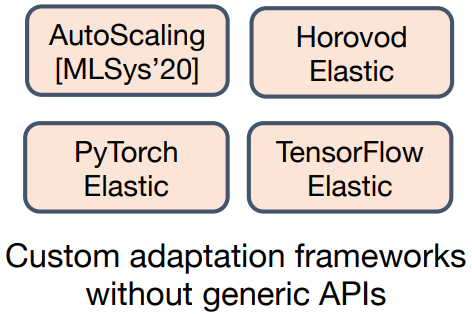 AutoScaling
[MLSys’20]
Horovod
Elastic
PyTorch
Elastic
TensorFlow
Elastic
Custom adaptation frameworks
without generic APIs